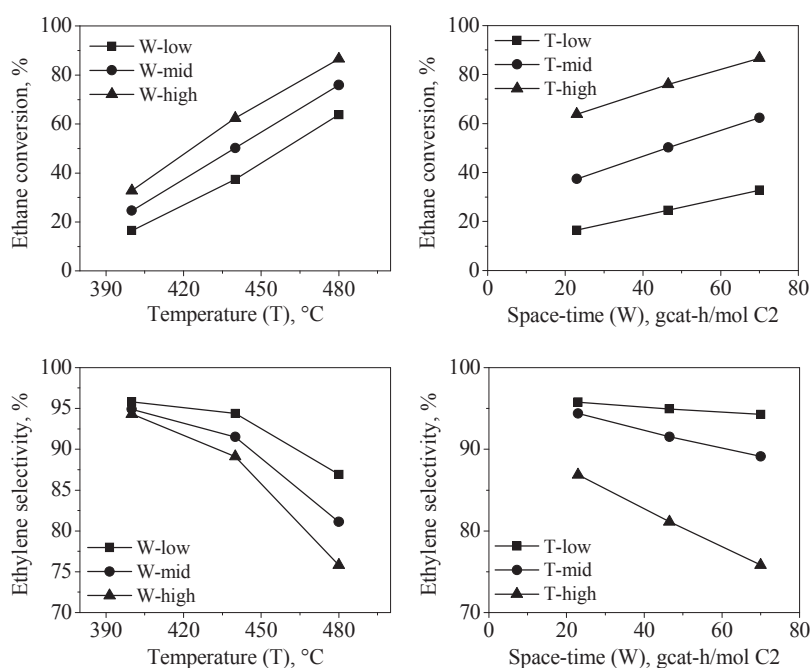 Ethane conversion, %
100
80
60
40
20
0
W-low
W-mid
W-high
390 420 450 480
Temperature (T), °C
Ethane conversion, %
100
80
60
40
20
0
T-low
T-mid
T-high
0 20 40 60 80
Space-time (W), gcat-h/mol C2
Ethylene selectivity, %
100
95
90
85
80
75
70
W-low
W-mid
W-high
390 420 450 480
Temperature (T), °C
Ethylene selectivity, %
100
95
90
85
80
75
70
T-low
T-mid
T-high
0 20 40 60 80
Space-time (W), gcat-h/mol C2